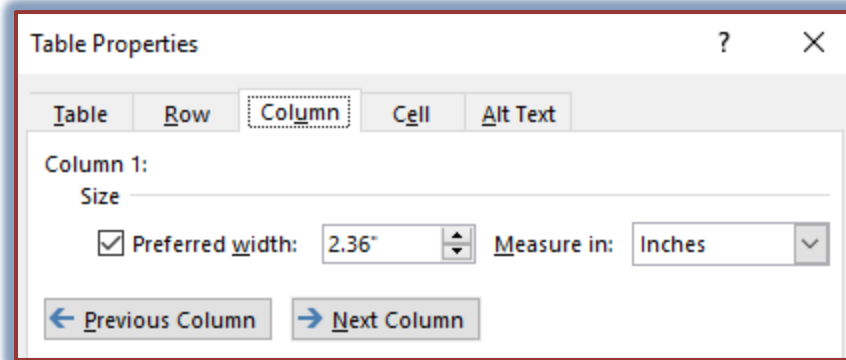 Table Properties ? ×
Table Row Column Cell Alt Text
Column 1:
Size
Preferred width: 2.36" Measure in: Inches
Previous Column Next Column